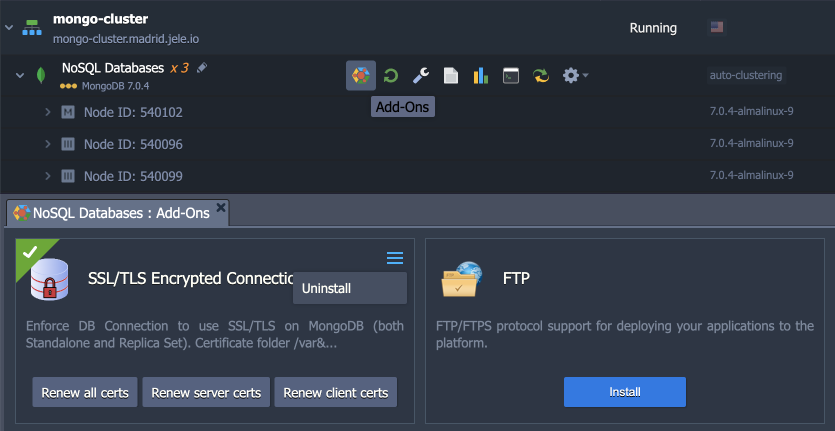 mongo-cluster
mongo-cluster.madrid.jele.io
Running
NoSQL Databases x 3
MongoDB 7.0.4
auto-clustering
Add-Ons
M Node ID: 540102
7.0.4-almalinux-9
Node ID: 540096
7.0.4-almalinux-9
Node ID: 540099
7.0.4-almalinux-9
NoSQL Databases : Add-Ons
SSL/TLS Encrypted Connectio
Uninstall
Enforce DB Connection to use SSL/TLS on MongoDB (both
Standalone and Replica Set). Certificate folder /var&...
Renew all certs
Renew server certs
Renew client certs
FTP
FTP/FTPS protocol support for deploying your applications to the
platform.
Install